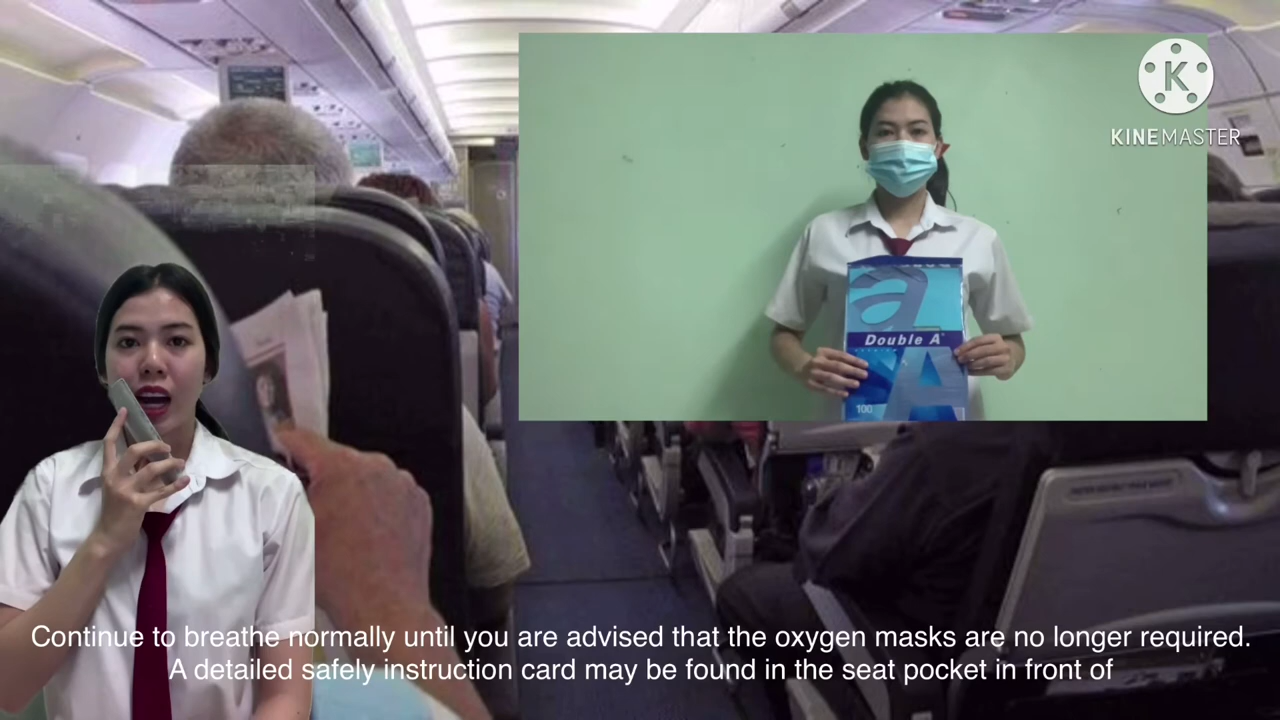 K
KINEMASTER
a
Double A
A
100
Continue to breathe normally until you are advised that the oxygen masks are no longer required.
A detailed safely instruction card may be found in the seat pocket in front of